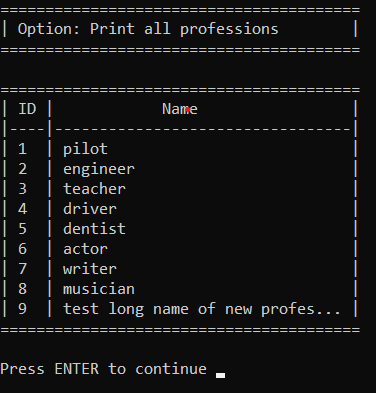 ========================================
| Option: Print all professions        |
========================================
========================================
| ID |            Name                 |
|----|---------------------------------|
| 1  | pilot                           |
| 2  | engineer                        |
| 3  | teacher                         |
| 4  | driver                          |
| 5  | dentist                         |
| 6  | actor                           |
| 7  | writer                          |
| 8  | musician                        |
| 9  | test long name of new profes... |
========================================
Press ENTER to continue